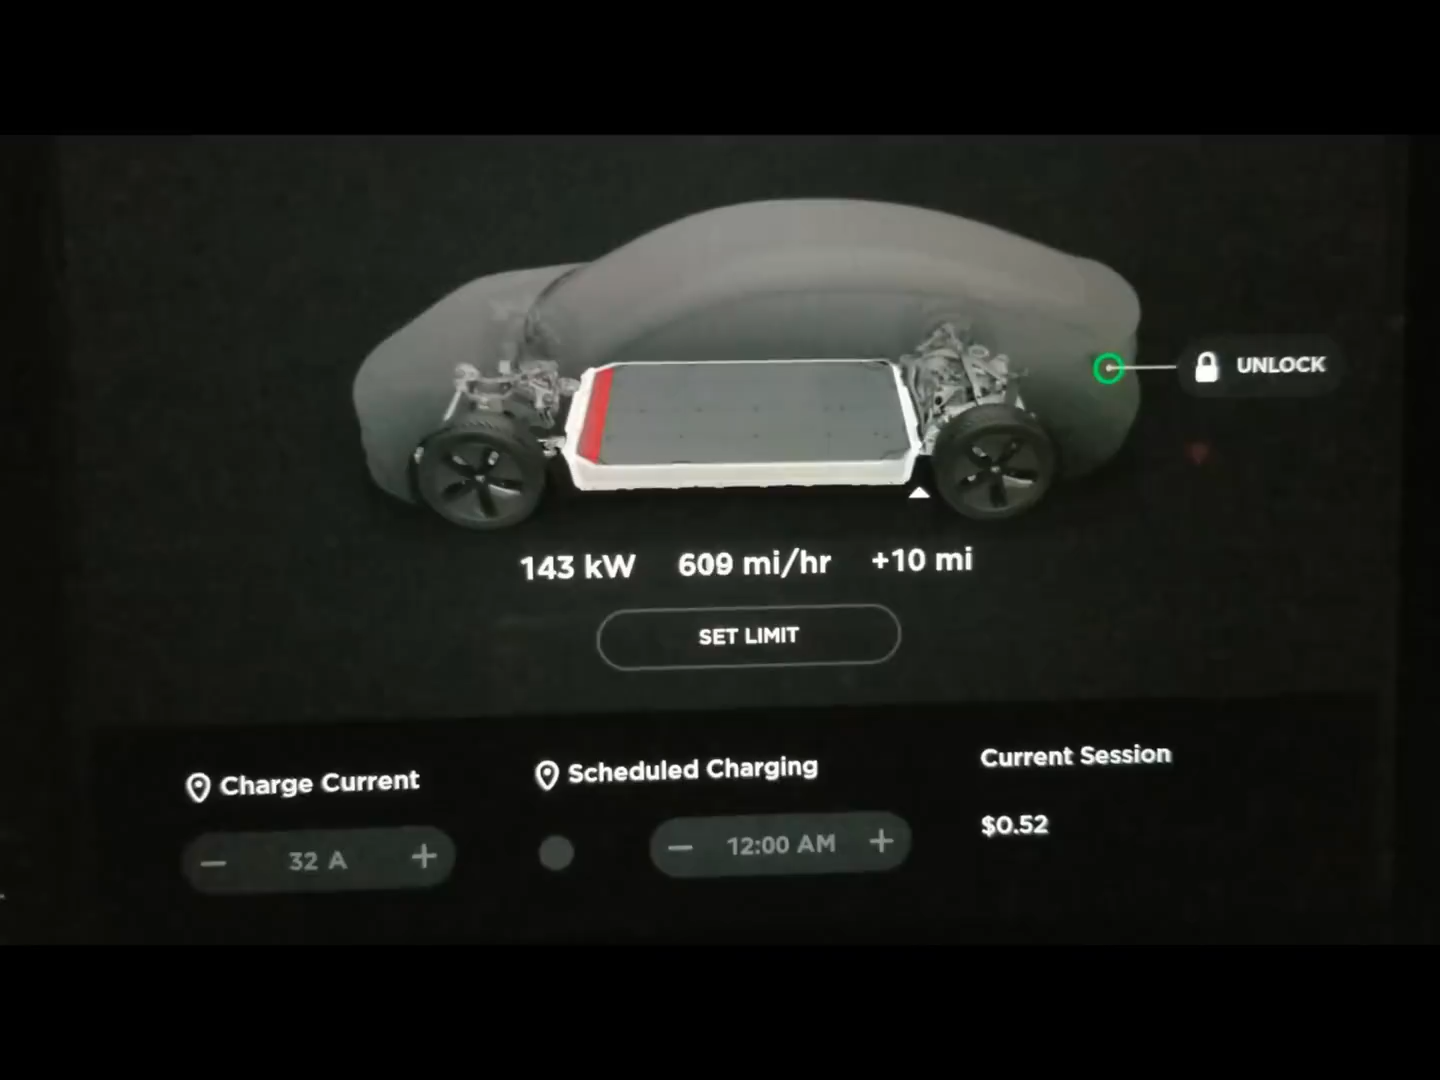 UNLOCK
143 kW 609 mi/hr +10 mi
SET LIMIT
Charge Current
Scheduled Charging
Current Session
32 A
12:00 AM
$0.52